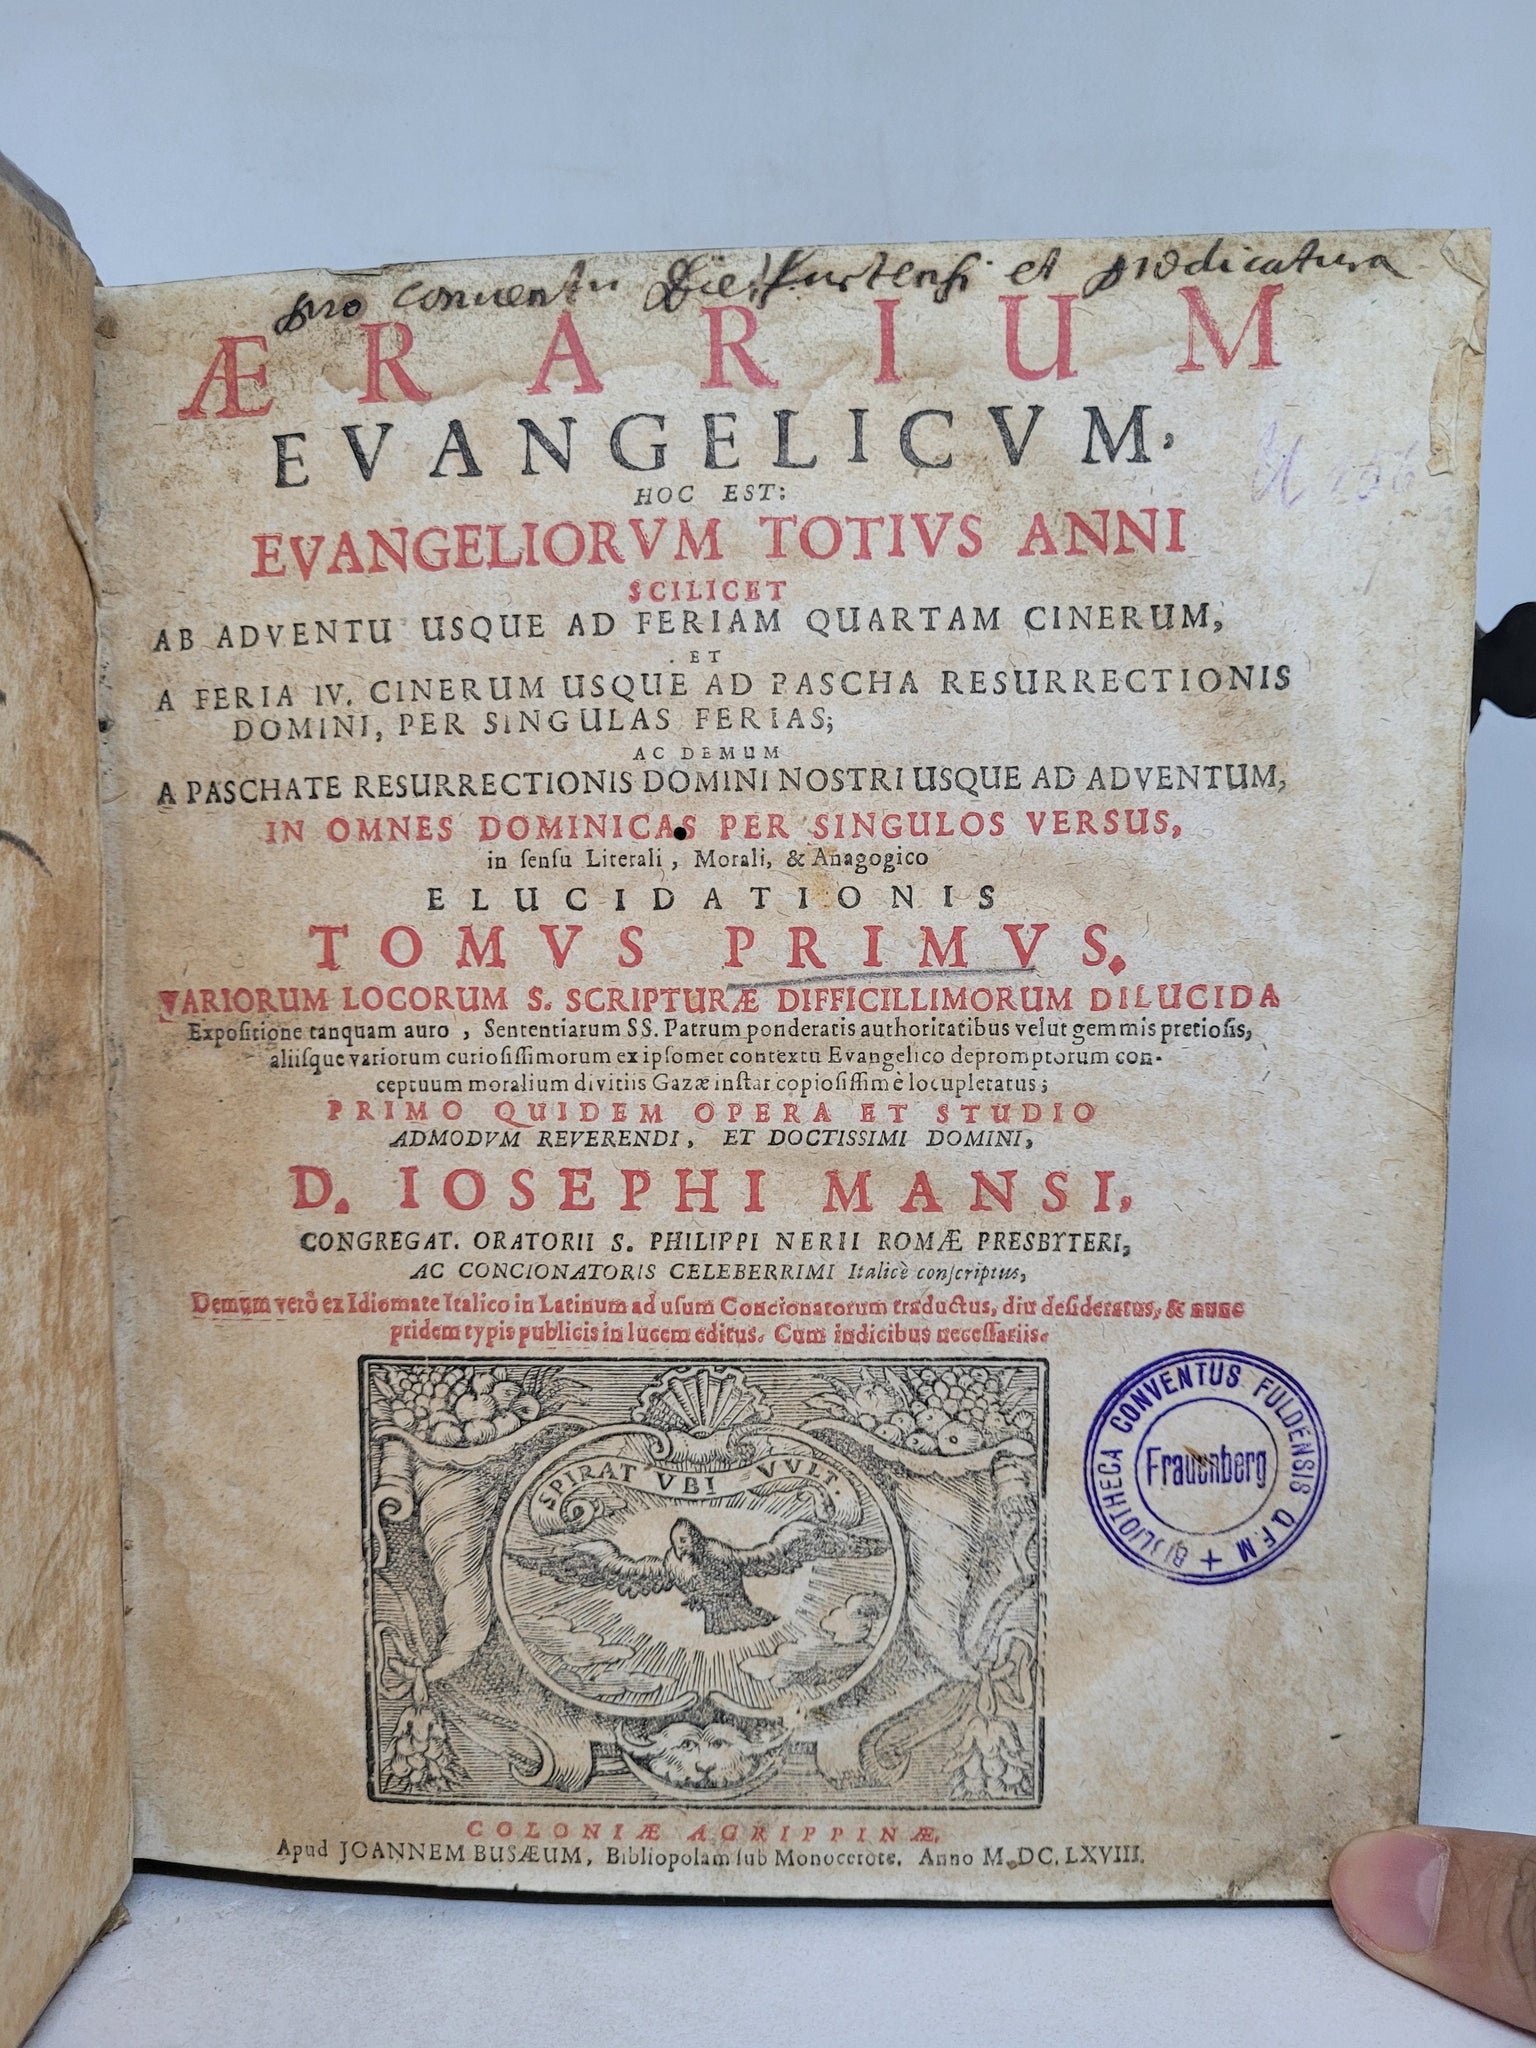 pro conventu Dieppurtensi et prædicatura
ÆRARIUM
EVANGELICVM,
HOC EST:
EVANGELIORVM TOTIVS ANNI
SCILICET
AB ADVENTU USQUE AD FERIAM QUARTAM CINERUM,
ET
A FERIA IV. CINERUM USQUE AD PASCHA RESURRECTIONIS
DOMINI, PER SINGULAS FERIAS;
AC DEMUM
A PASCHATE RESURRECTIONIS DOMINI NOSTRI USQUE AD ADVENTUM,
IN OMNES DOMINICAS PER SINGULOS VERSUS,
in sensu Literali, Morali, & Anagogico
ELUCIDATIONIS
TOMVS PRIMVS.
VARIORUM LOCORUM S. SCRIPTURÆ DIFFICILLIMORUM DILUCIDA
Expositione tanquam auro, Sententiarum SS. Patrum ponderatis authoritatibus velut gemmis pretiosis,
aliisque variorum curiosissimorum ex ipsomet contextu Evangelico depromptorum con-
ceptuum moralium divitiis Gazæ instar copiosissimè locupletatus;
PRIMO QUIDEM OPERA ET STUDIO
ADMODVM REVERENDI, ET DOCTISSIMI DOMINI,
D. IOSEPHI MANSI,
CONGREGAT. ORATORII S. PHILIPPI NERII ROMÆ PRESBYTERI,
AC CONCIONATORIS CELEBERRIMI Italicè conscriptus,
Demum verò ex Idiomate Italico in Latinum ad usum Concionatorum traductus, diu desideratus, & nunc
pridem typis publicis in lucem editus. Cum indicibus necessariis.
SPIRAT VBI VVLT.
BIBLIOTHECA CONVENTUS FULDENSIS O.F.M +
Frauenberg
COLONIÆ AGRIPPINÆ,
Apud JOANNEM BUSÆUM, Bibliopolam sub Monocerote. Anno M.DC.LXVIII.